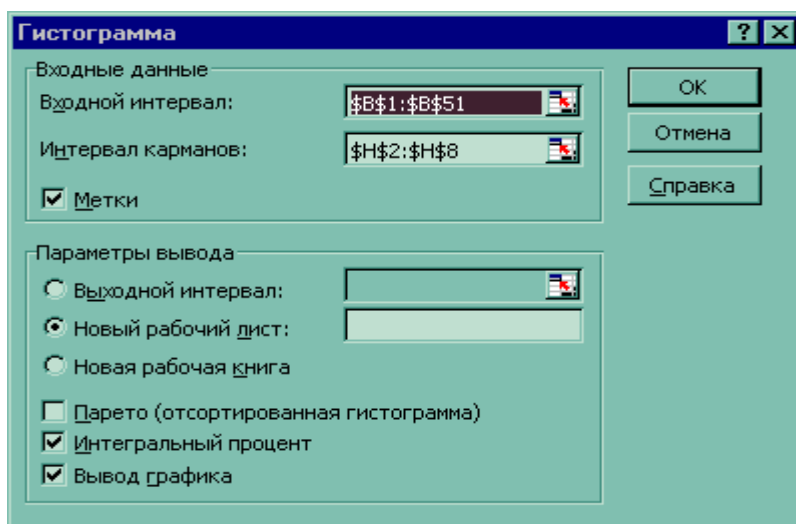 Гистограмма
Входные данные
Входной интервал: $B$1:$B$51
Интервал карманов: $H$2:$H$8
Метки
OK
Отмена
Справка
Параметры вывода
Выходной интервал:
Новый рабочий лист:
Новая рабочая книга
Парето (отсортированная гистограмма)
Интегральный процент
Вывод графика